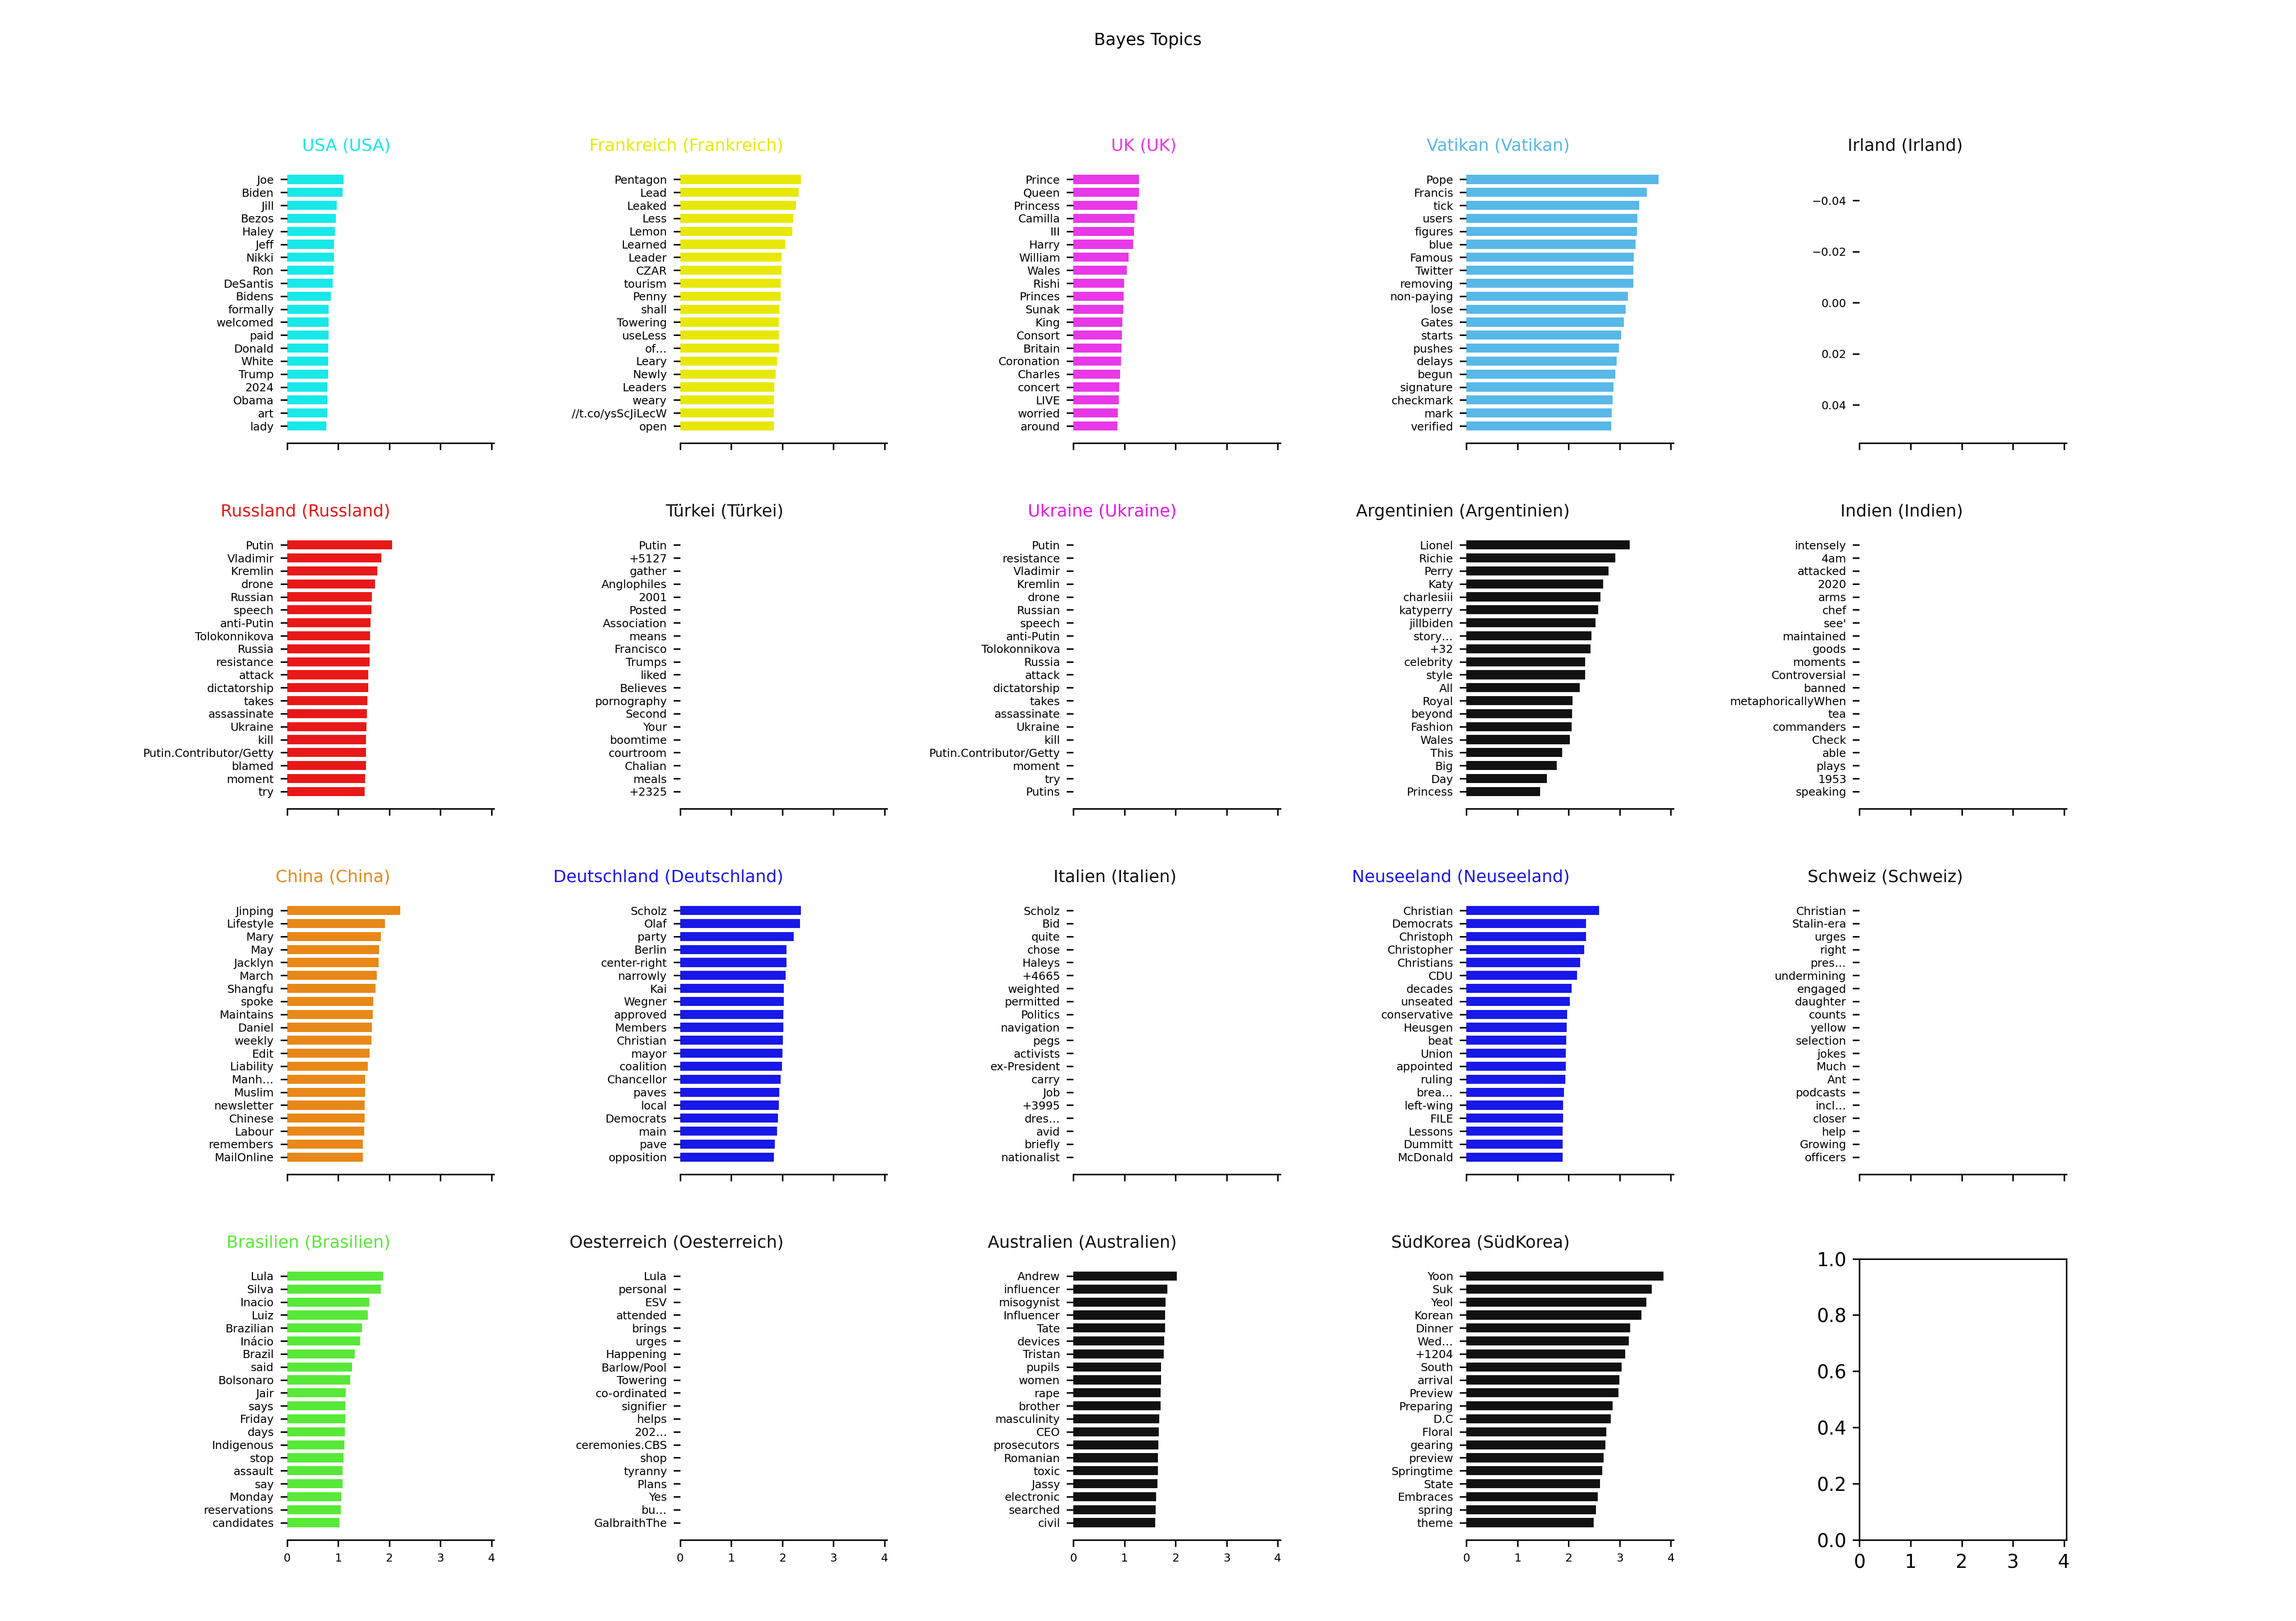 Bayes Topics
USA (USA)
Joe
Biden
Jill
Bezos
Haley
Jeff
Nikki
Ron
DeSantis
Bidens
formally
welcomed
paid
Donald
White
Trump
2024
Obama
art
lady
Frankreich (Frankreich)
Pentagon
Lead
Leaked
Less
Lemon
Learned
Leader
CZAR
tourism
Penny
shall
Towering
useLess
of…
Leary
Newly
Leaders
weary
//t.co/ysScJiLecW
open
UK (UK)
Prince
Queen
Princess
Camilla
III
Harry
William
Wales
Rishi
Princes
Sunak
King
Consort
Britain
Coronation
Charles
concert
LIVE
worried
around
Vatikan (Vatikan)
Pope
Francis
tick
users
figures
blue
Famous
Twitter
removing
non-paying
lose
Gates
starts
pushes
delays
begun
signature
checkmark
mark
verified
Irland (Irland)
−0.04
−0.02
0.00
0.02
0.04
Russland (Russland)
Putin
Vladimir
Kremlin
drone
Russian
speech
anti-Putin
Tolokonnikova
Russia
resistance
attack
dictatorship
takes
assassinate
Ukraine
kill
Putin.Contributor/Getty
blamed
moment
try
Türkei (Türkei)
Putin
+5127
gather
Anglophiles
2001
Posted
Association
means
Francisco
Trumps
liked
Believes
pornography
Second
Your
boomtime
courtroom
Chalian
meals
+2325
Ukraine (Ukraine)
Putin
resistance
Vladimir
Kremlin
drone
Russian
speech
anti-Putin
Tolokonnikova
Russia
attack
dictatorship
takes
assassinate
Ukraine
kill
Putin.Contributor/Getty
moment
try
Putins
Argentinien (Argentinien)
Lionel
Richie
Perry
Katy
charlesiii
katyperry
jillbiden
story…
+32
celebrity
style
All
Royal
beyond
Fashion
Wales
This
Big
Day
Princess
Indien (Indien)
intensely
4am
attacked
2020
arms
chef
see'
maintained
goods
moments
Controversial
banned
metaphoricallyWhen
tea
commanders
Check
able
plays
1953
speaking
China (China)
Jinping
Lifestyle
Mary
May
Jacklyn
March
Shangfu
spoke
Maintains
Daniel
weekly
Edit
Liability
Manh…
Muslim
newsletter
Chinese
Labour
remembers
MailOnline
Deutschland (Deutschland)
Scholz
Olaf
party
Berlin
center-right
narrowly
Kai
Wegner
approved
Members
Christian
mayor
coalition
Chancellor
paves
local
Democrats
main
pave
opposition
Italien (Italien)
Scholz
Bid
quite
chose
Haleys
+4665
weighted
permitted
Politics
navigation
pegs
activists
ex-President
carry
Job
+3995
dres…
avid
briefly
nationalist
Neuseeland (Neuseeland)
Christian
Democrats
Christoph
Christopher
Christians
CDU
decades
unseated
conservative
Heusgen
beat
Union
appointed
ruling
brea…
left-wing
FILE
Lessons
Dummitt
McDonald
Schweiz (Schweiz)
Christian
Stalin-era
urges
right
pres…
undermining
engaged
daughter
counts
yellow
selection
jokes
Much
Ant
podcasts
incl…
closer
help
Growing
officers
Brasilien (Brasilien)
Lula
Silva
Inacio
Luiz
Brazilian
Inácio
Brazil
said
Bolsonaro
Jair
says
Friday
days
Indigenous
stop
assault
say
Monday
reservations
candidates
0 1 2 3 4
Oesterreich (Oesterreich)
Lula
personal
ESV
attended
brings
urges
Happening
Barlow/Pool
Towering
co-ordinated
signifier
helps
202…
ceremonies.CBS
shop
tyranny
Plans
Yes
bu…
GalbraithThe
0 1 2 3 4
Australien (Australien)
Andrew
influencer
misogynist
Influencer
Tate
devices
Tristan
pupils
women
rape
brother
masculinity
CEO
prosecutors
Romanian
toxic
Jassy
electronic
searched
civil
0 1 2 3 4
SüdKorea (SüdKorea)
Yoon
Suk
Yeol
Korean
Dinner
Wed…
+1204
South
arrival
Preview
Preparing
D.C
Floral
gearing
preview
Springtime
State
Embraces
spring
theme
0 1 2 3 4
1.0
0.8
0.6
0.4
0.2
0.0
0 1 2 3 4